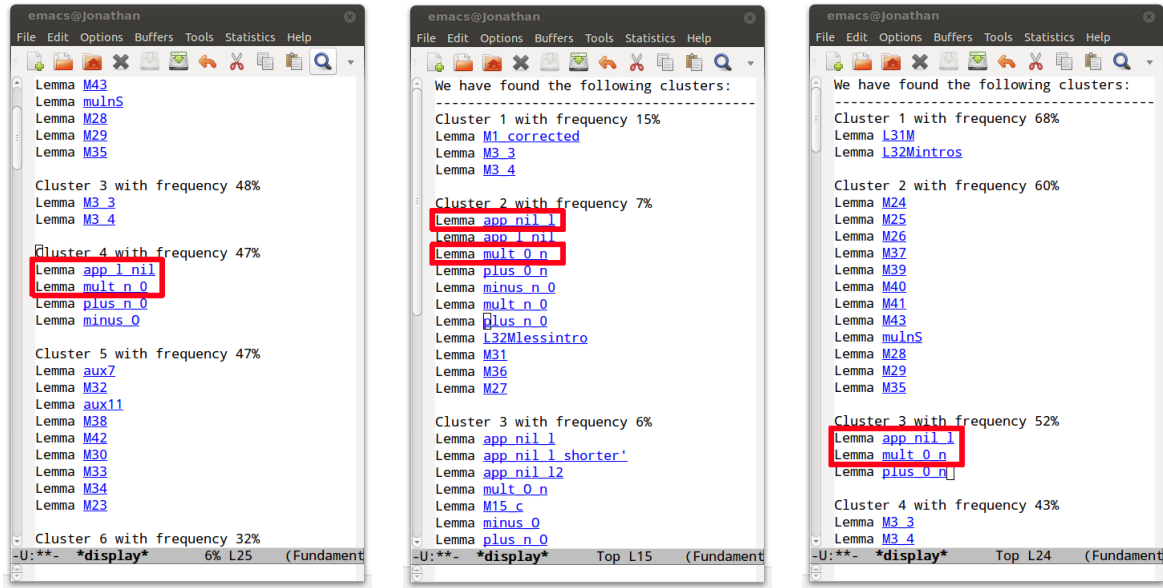 emacs@Jonathan
File Edit Options Buffers Tools Statistics Help
Lemma M43
Lemma mulnS
Lemma M28
Lemma M29
Lemma M35
Cluster 3 with frequency 48%
Lemma M3_3
Lemma M3_4
Cluster 4 with frequency 47%
Lemma app_l_nil
Lemma mult_n_0
Lemma plus_n_0
Lemma minus_O
Cluster 5 with frequency 47%
Lemma aux7
Lemma M32
Lemma aux11
Lemma M38
Lemma M42
Lemma M30
Lemma M33
Lemma M34
Lemma M23
Cluster 6 with frequency 32%
-U:**- *display* 6% L25 (Fundament
emacs@Jonathan
File Edit Options Buffers Tools Statistics Help
We have found the following clusters:
----------------------------------------
Cluster 1 with frequency 15%
Lemma M1_corrected
Lemma M3_3
Lemma M3_4
Cluster 2 with frequency 7%
Lemma app_nil_l
Lemma app_l_nil
Lemma mult_O_n
Lemma plus_O_n
Lemma minus_n_0
Lemma mult_n_0
Lemma plus_n_0
Lemma L32Mlessintro
Lemma M31
Lemma M36
Lemma M27
Cluster 3 with frequency 6%
Lemma app_nil_l
Lemma app_nil_l_shorter'
Lemma app_nil_l2
Lemma mult_O_n
Lemma M15_c
Lemma minus_O
Lemma plus_n_O
-U:**- *display* Top L15 (Fundament
emacs@Jonathan
File Edit Options Buffers Tools Statistics Help
We have found the following clusters:
----------------------------------------
Cluster 1 with frequency 68%
Lemma L31M
Lemma L32Mintros
Cluster 2 with frequency 60%
Lemma M24
Lemma M25
Lemma M26
Lemma M37
Lemma M39
Lemma M40
Lemma M41
Lemma M43
Lemma mulnS
Lemma M28
Lemma M29
Lemma M35
Cluster 3 with frequency 52%
Lemma app_nil_l
Lemma mult_O_n
Lemma plus_O_n
Cluster 4 with frequency 43%
Lemma M3_3
Lemma M3_4
-U:**- *display* Top L24 (Fundament